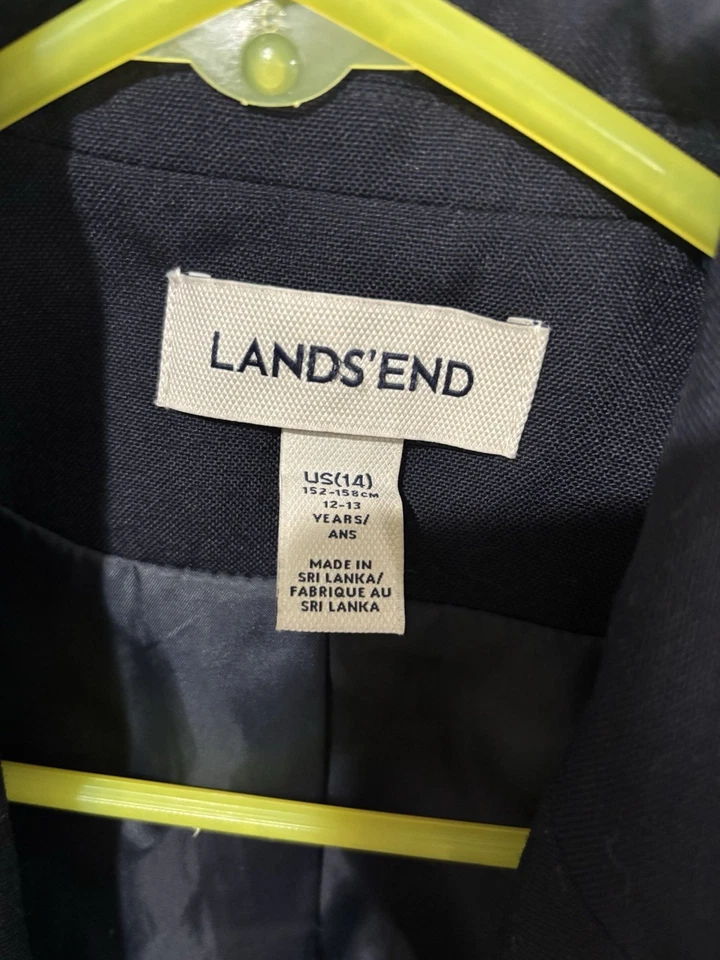 LANDS'END
US(14)
152-158CM
12-13
YEARS/
ANS
MADE IN
SRI LANKA/
FABRIQUE AU
SRI LANKA